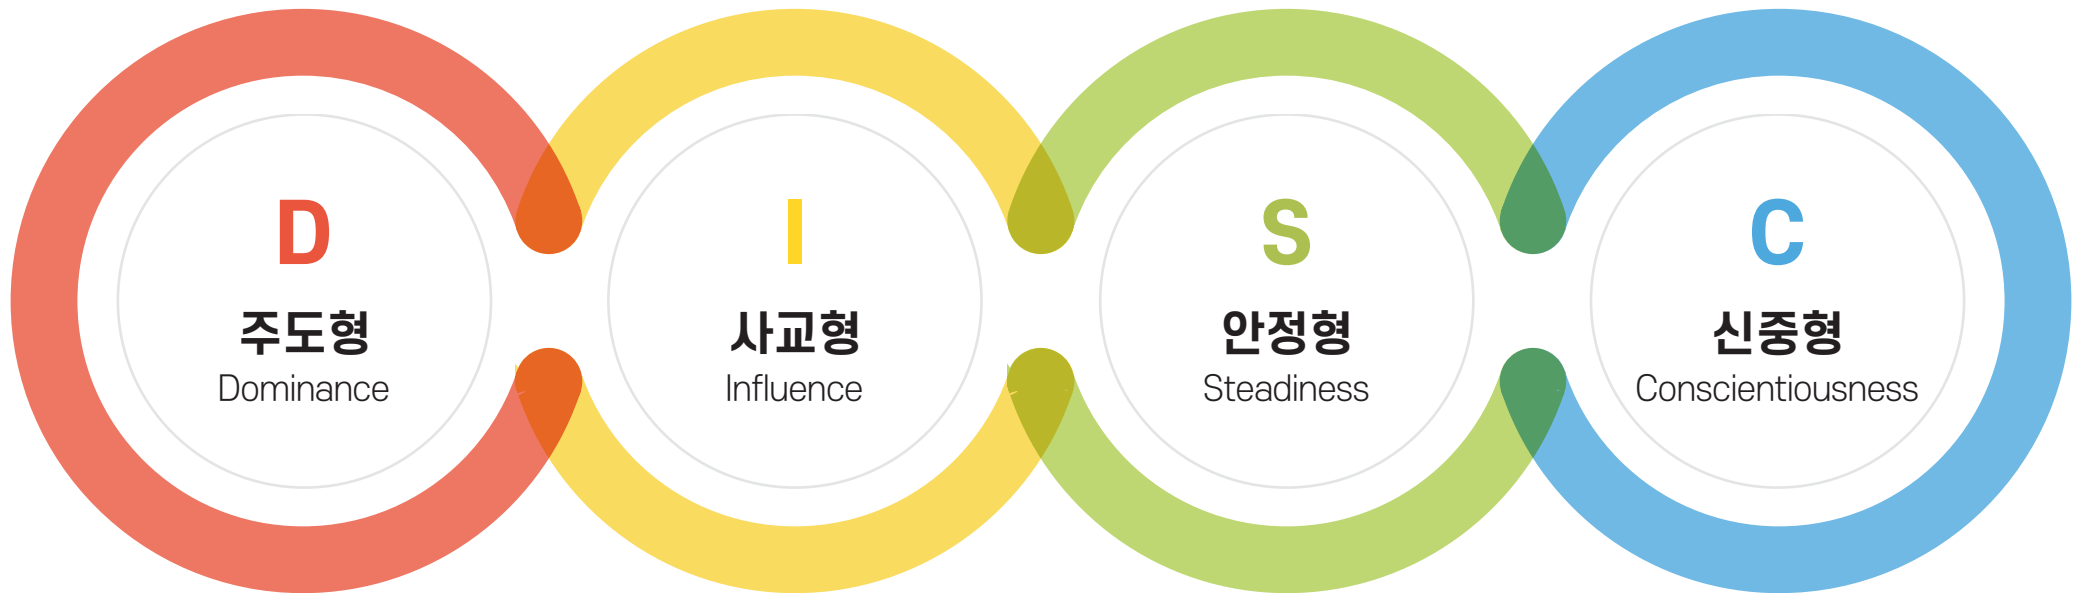 D
주도형
Dominance
I
사교형
Influence
S
안정형
Steadiness
C
신중형
Conscientiousness